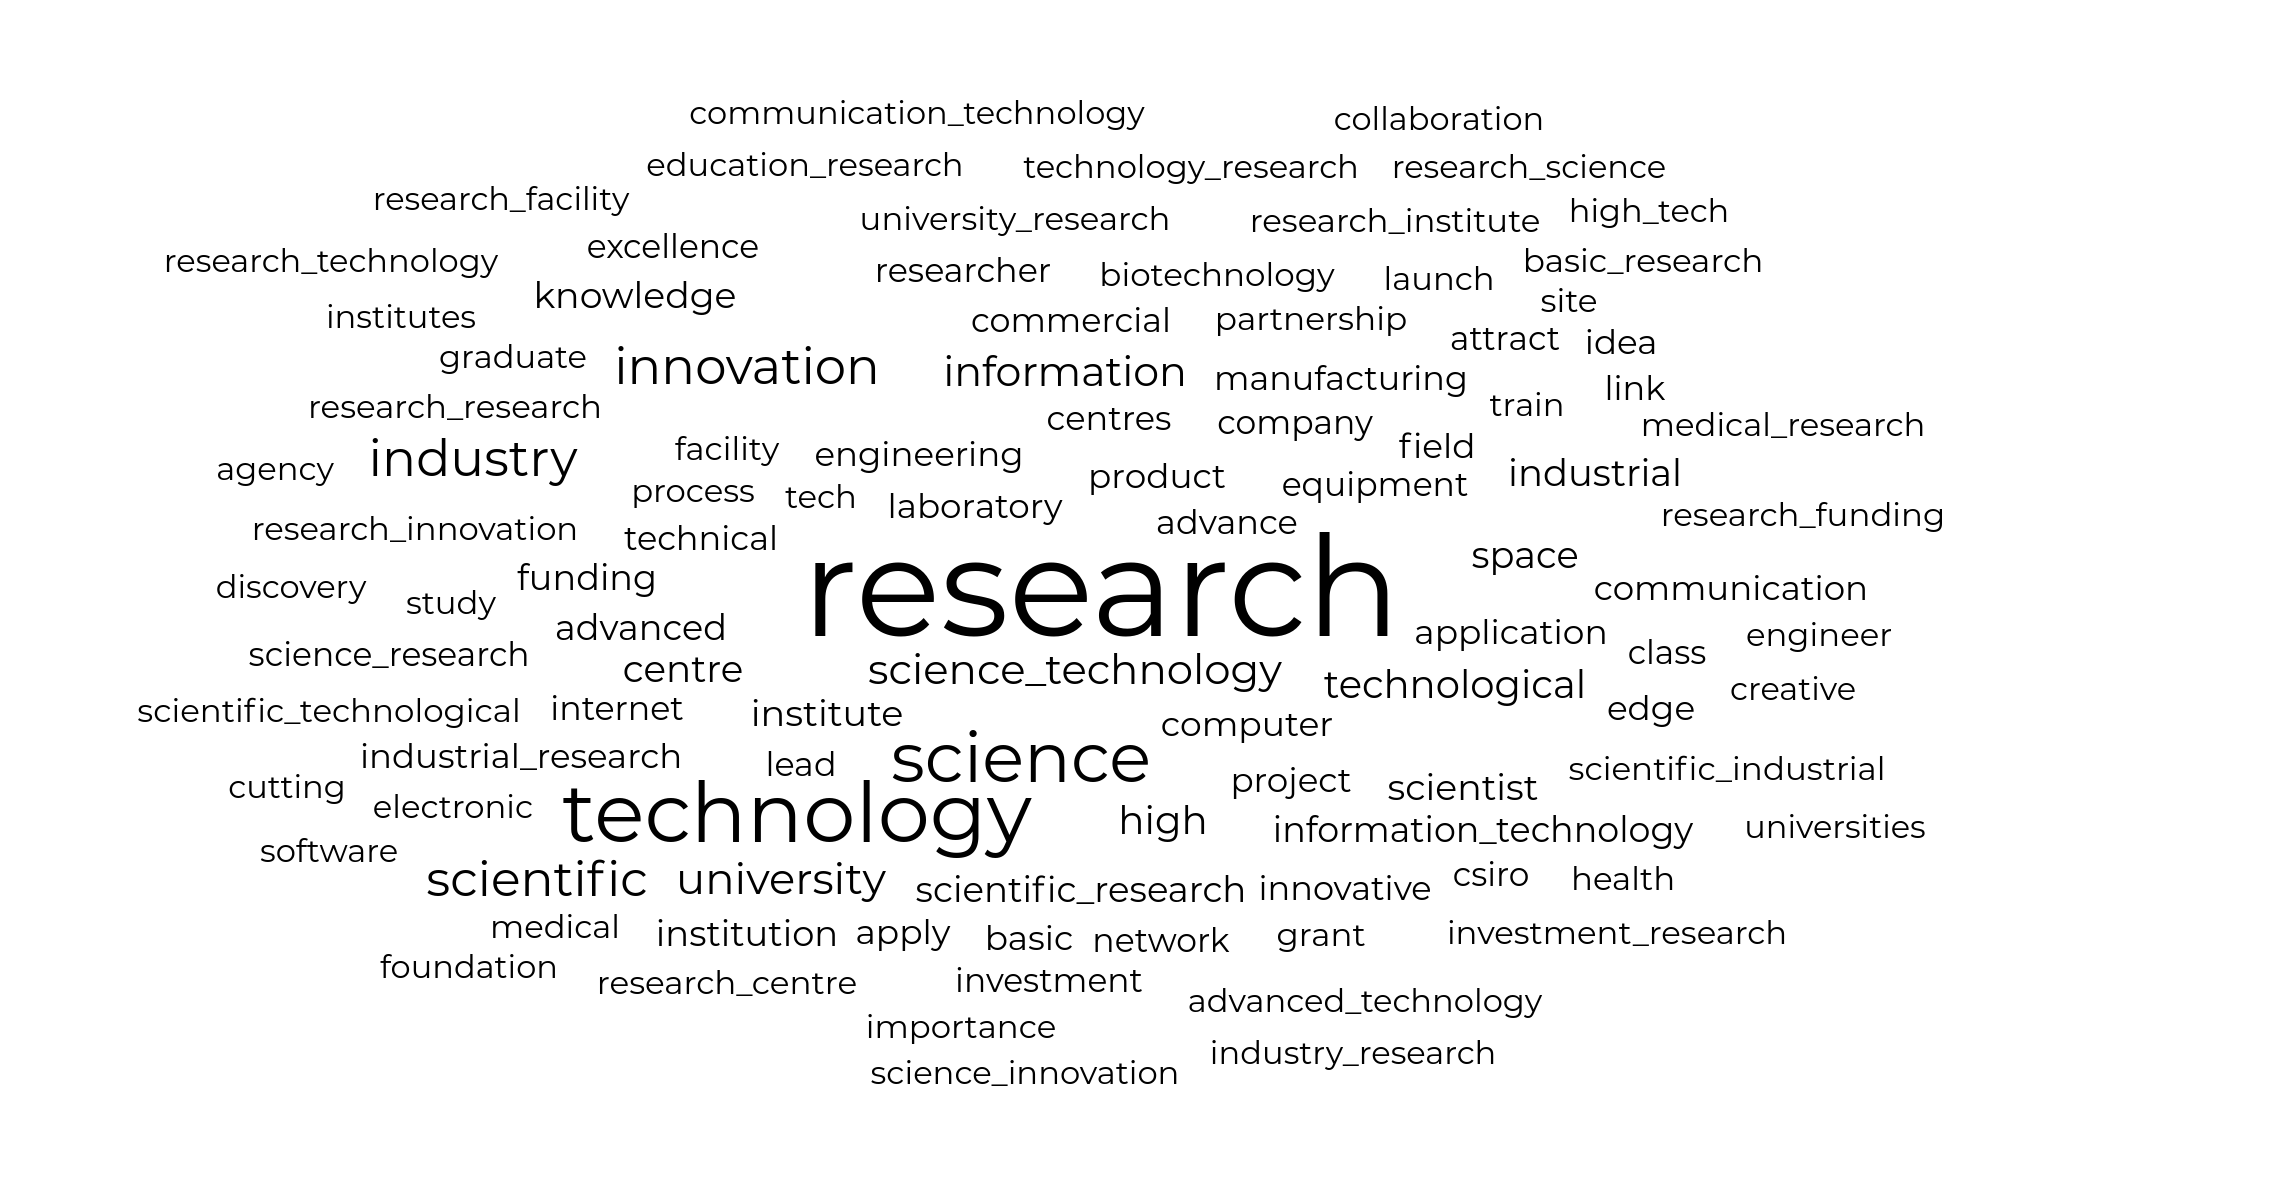 communication_technology collaboration
education_research technology_research research_science
research_facility university_research research_institute high_tech
research_technology excellence researcher biotechnology launch basic_research
institutes knowledge commercial partnership site
graduate innovation information manufacturing attract idea
research_research centres company train link
industry facility engineering field medical_research
agency process tech laboratory product equipment industrial
research_innovation technical advance research_funding
discovery study funding research space communication
science_research advanced application class engineer
centre science_technology technological creative
scientific_technological internet institute computer edge
industrial_research lead science project scientist scientific_industrial
cutting electronic technology high information_technology universities
software scientific university scientific_research innovative csiro health
medical institution apply basic network grant investment_research
foundation research_centre investment advanced_technology
importance industry_research
science_innovation